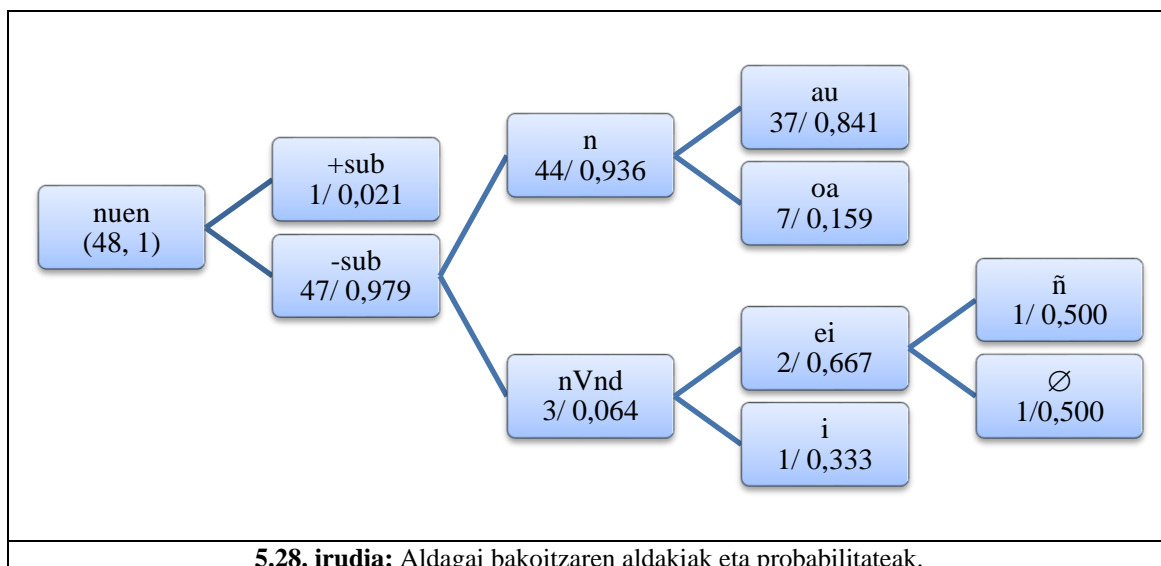 nuen
(48, 1)
+sub
1/ 0,021
-sub
47/ 0,979
n
44/ 0,936
nVnd
3/ 0,064
au
37/ 0,841
oa
7/ 0,159
ei
2/ 0,667
i
1/ 0,333
ñ
1/ 0,500
∅
1/0,500
5.28. irudia: Aldagai bakoitzaren aldakiak eta probabilitateak.